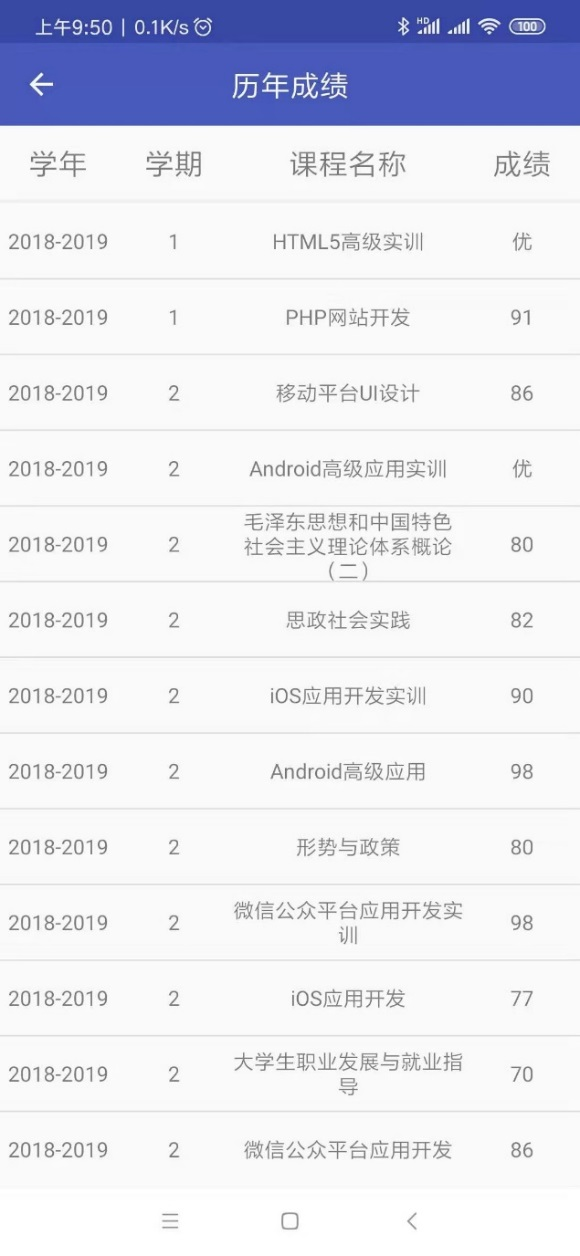 上午9:50 | 0.1K/s HD 100
历年成绩
学年 学期 课程名称 成绩
2018-2019 1 HTML5高级实训 优
2018-2019 1 PHP网站开发 91
2018-2019 2 移动平台UI设计 86
2018-2019 2 Android高级应用实训 优
毛泽东思想和中国特色
2018-2019 2 社会主义理论体系概论 80
（二）
2018-2019 2 思政社会实践 82
2018-2019 2 iOS应用开发实训 90
2018-2019 2 Android高级应用 98
2018-2019 2 形势与政策 80
微信公众平台应用开发实
2018-2019 2 训 98
2018-2019 2 iOS应用开发 77
大学生职业发展与就业指
2018-2019 2 导 70
2018-2019 2 微信公众平台应用开发 86